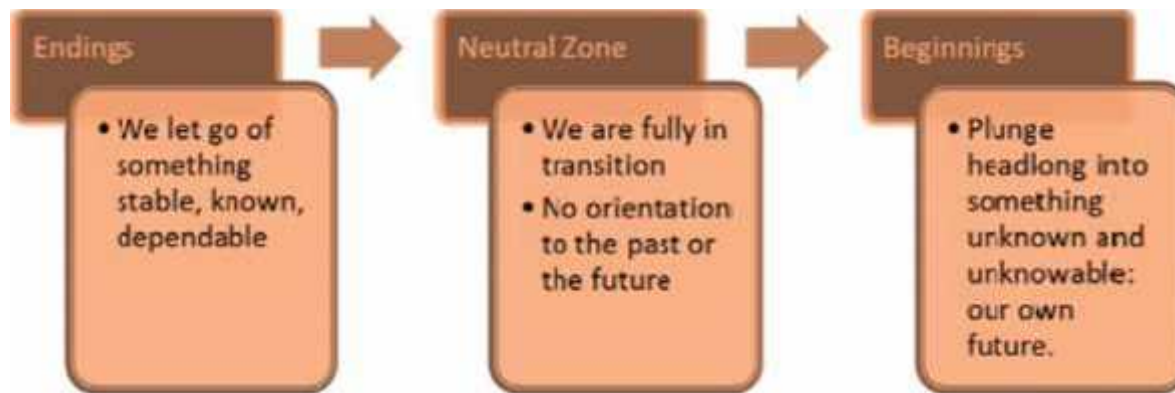 Endings
• We let go of
something
stable, known,
dependable
Neutral Zone
• We are fully in
transition
• No orientation
to the past or
the future
Beginnings
• Plunge
headlong into
something
unknown and
unknowable:
our own
future.